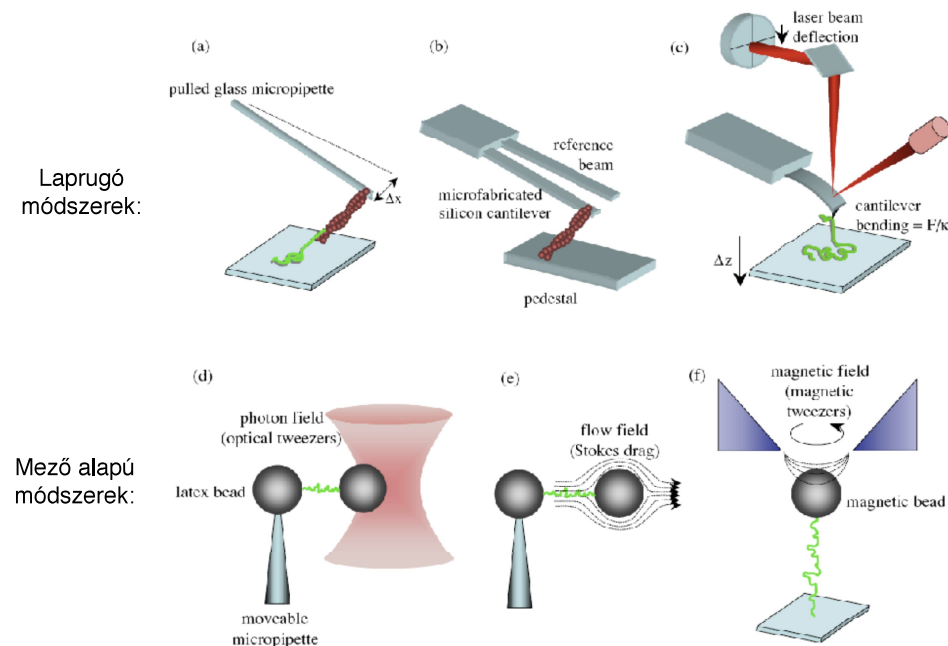 Laprugó
módszerek:
(a)
pulled glass micropipette
Δx
(b)
reference
beam
microfabricated
silicon cantilever
pedestal
(c)
laser beam
deflection
cantilever
bending = F/κ
Δz
Mező alapú
módszerek:
(d)
photon field
(optical tweezers)
latex bead
moveable
micropipette
(e)
flow field
(Stokes drag)
(f)
magnetic field
(magnetic
tweezers)
magnetic bead